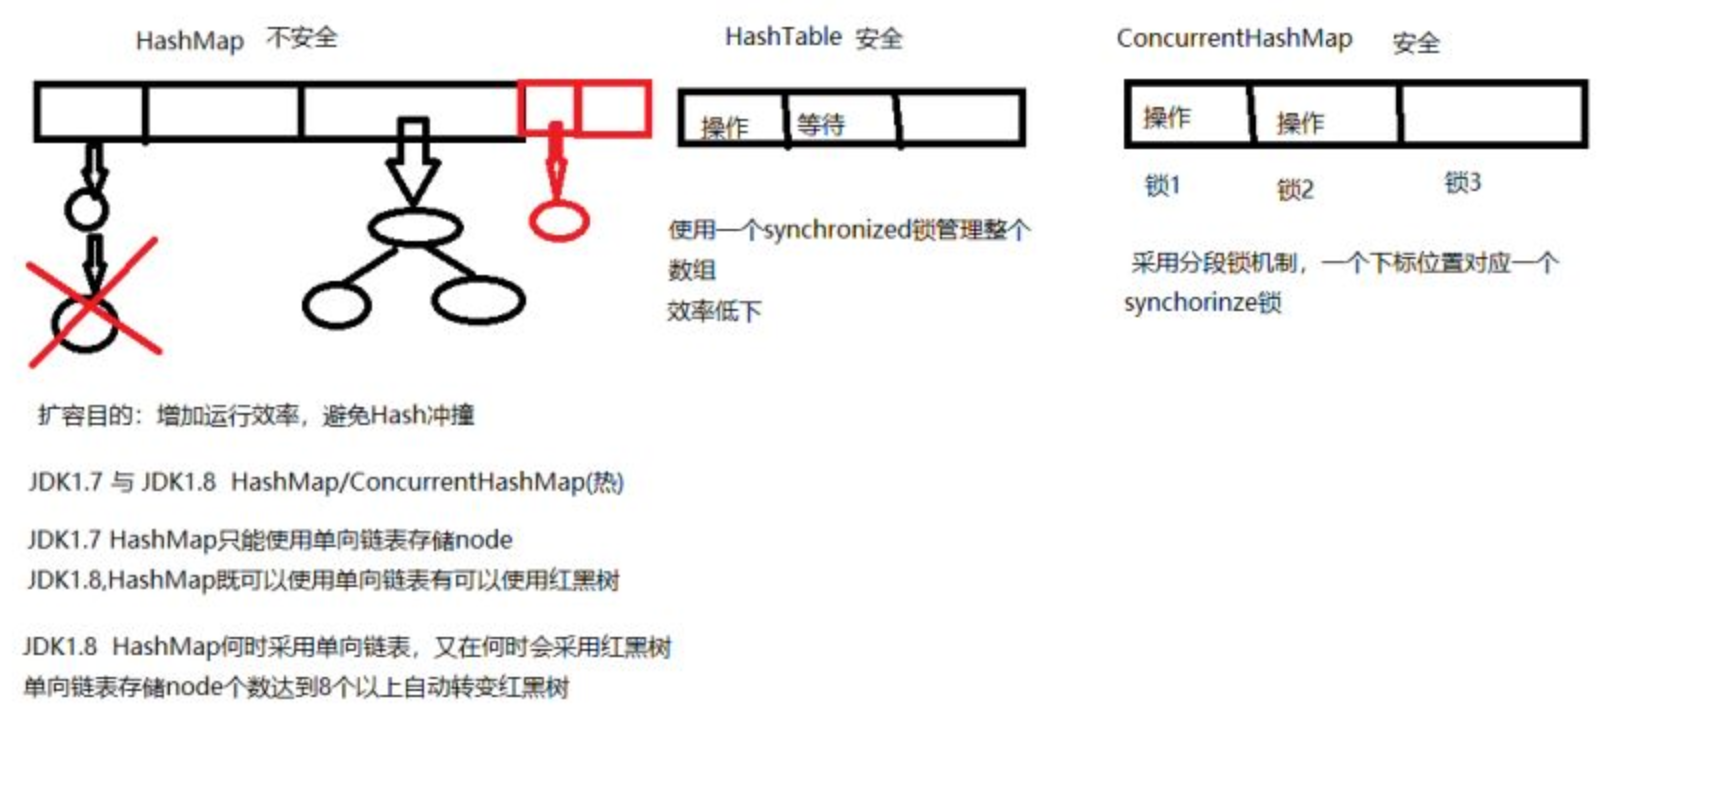 HashMap 不安全
HashTable 安全
ConcurrentHashMap 安全
操作 等待
操作 操作
锁1 锁2 锁3
使用一个synchronized锁管理整个
数组
效率低下
采用分段锁机制，一个下标位置对应一个
synchorinze锁
扩容目的：增加运行效率，避免Hash冲撞
JDK1.7 与 JDK1.8 HashMap/ConcurrentHashMap(热)
JDK1.7 HashMap只能使用单向链表存储node
JDK1.8,HashMap既可以使用单向链表有可以使用红黑树
JDK1.8 HashMap何时采用单向链表，又在何时会采用红黑树
单向链表存储node个数达到8个以上自动转变红黑树